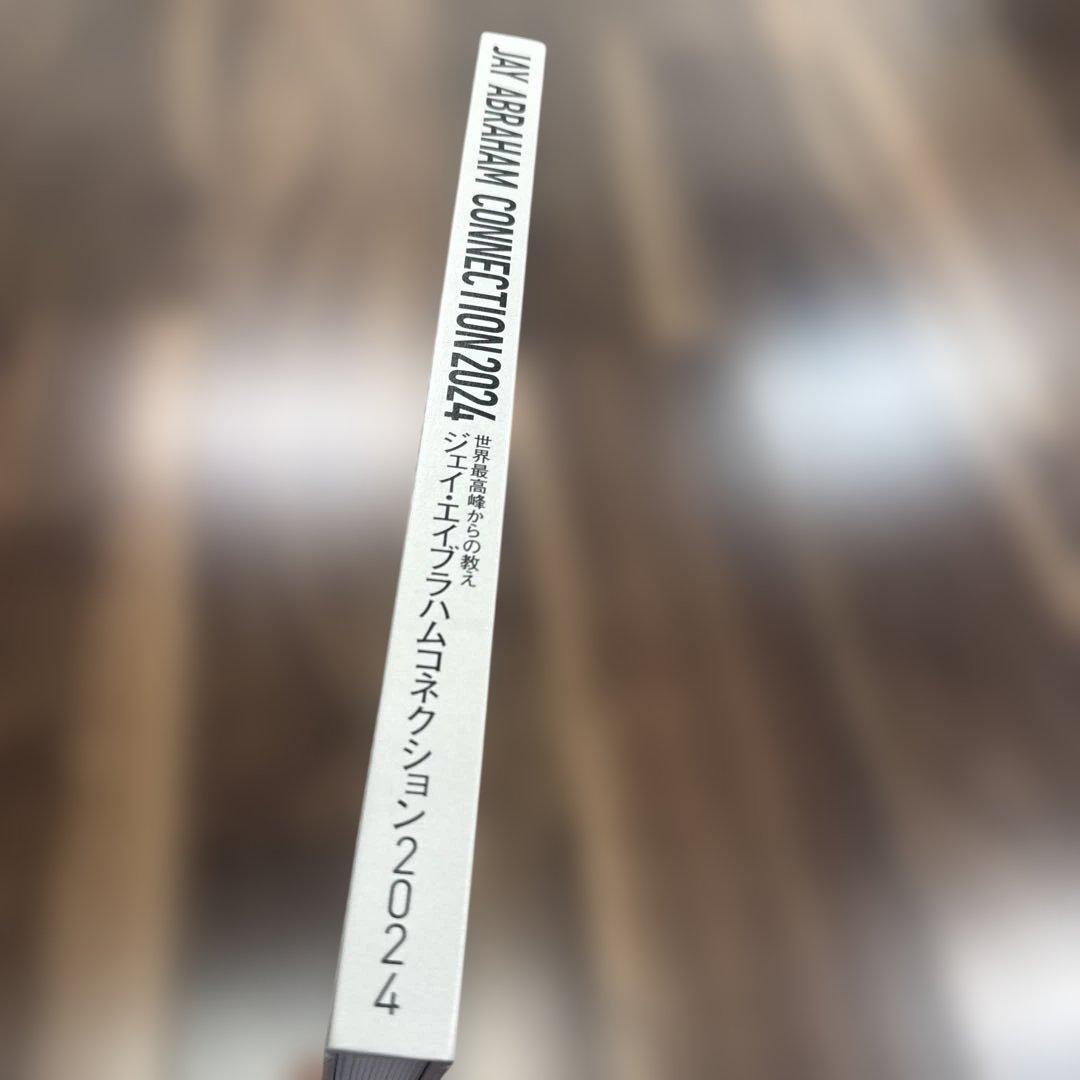 JAY ABRAHAM CONNECTION 2024
世界最高峰からの教え
ジェイ・エイブラハムコネクション2024